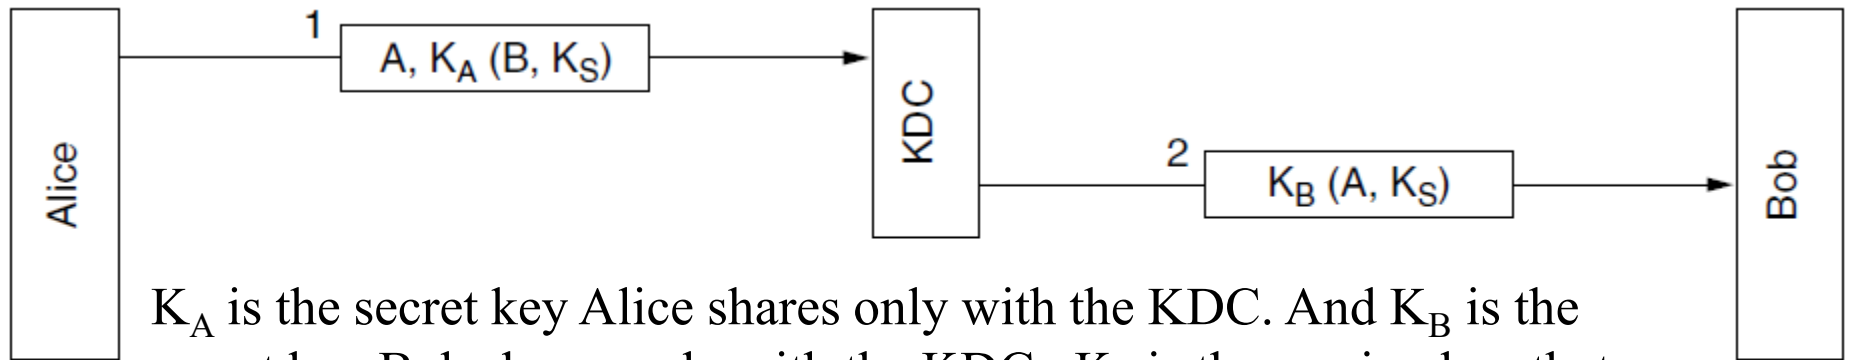 1
A, K_A (B, K_S)
Alice
KDC
2
K_B (A, K_S)
Bob
K_A is the secret key Alice shares only with the KDC. And K_B is the